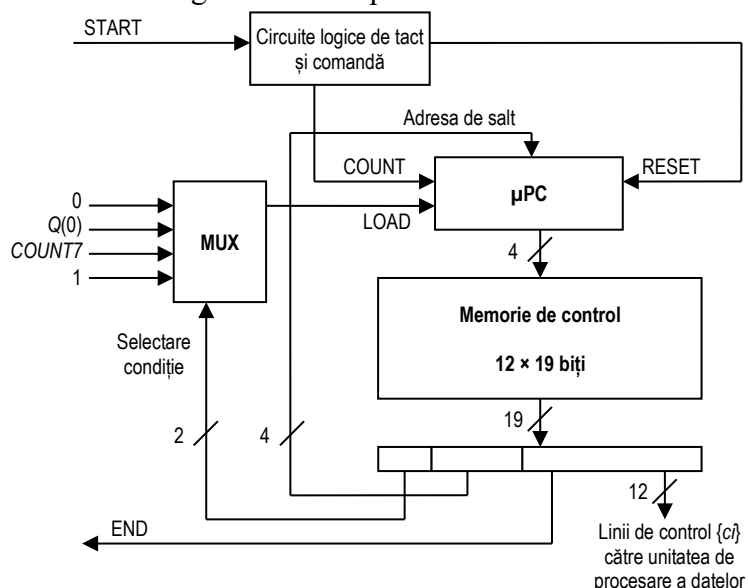 START
Circuite logice de tact
și comandă
Adresa de salt
COUNT
RESET
µPC
0
Q(0)
COUNT7
1
MUX
LOAD
4
Memorie de control
12 × 19 biți
Selectare
condiție
19
2
4
12
END
Linii de control {ci}
către unitatea de
procesare a datelor